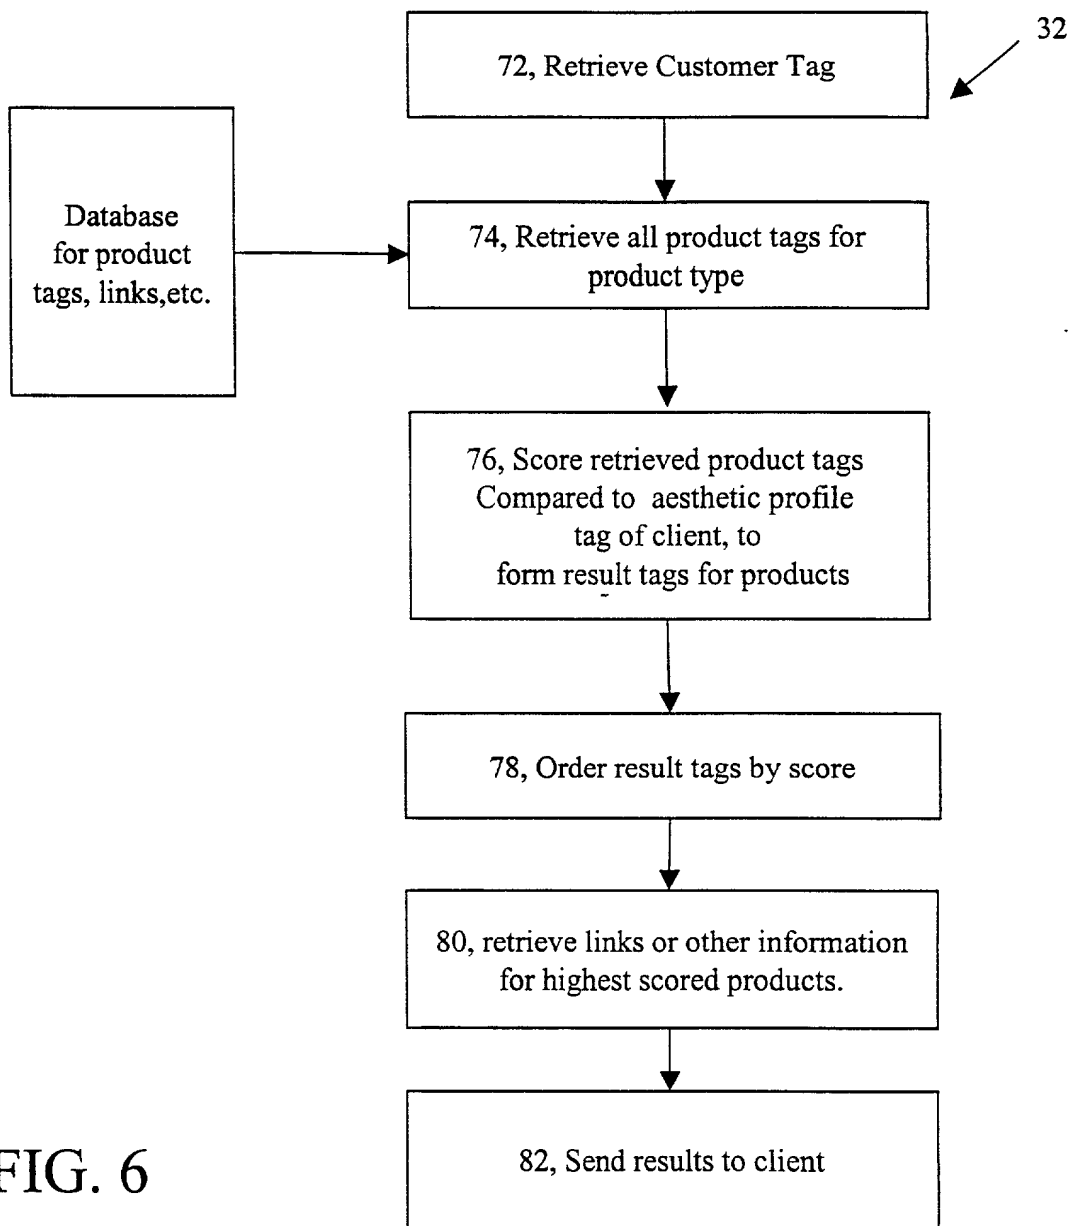 32
72, Retrieve Customer Tag
Database
for product
tags, links,etc.
74, Retrieve all product tags for
product type
76, Score retrieved product tags
Compared to aesthetic profile
tag of client, to
form result tags for products
78, Order result tags by score
80, retrieve links or other information
for highest scored products.
82, Send results to client
FIG. 6